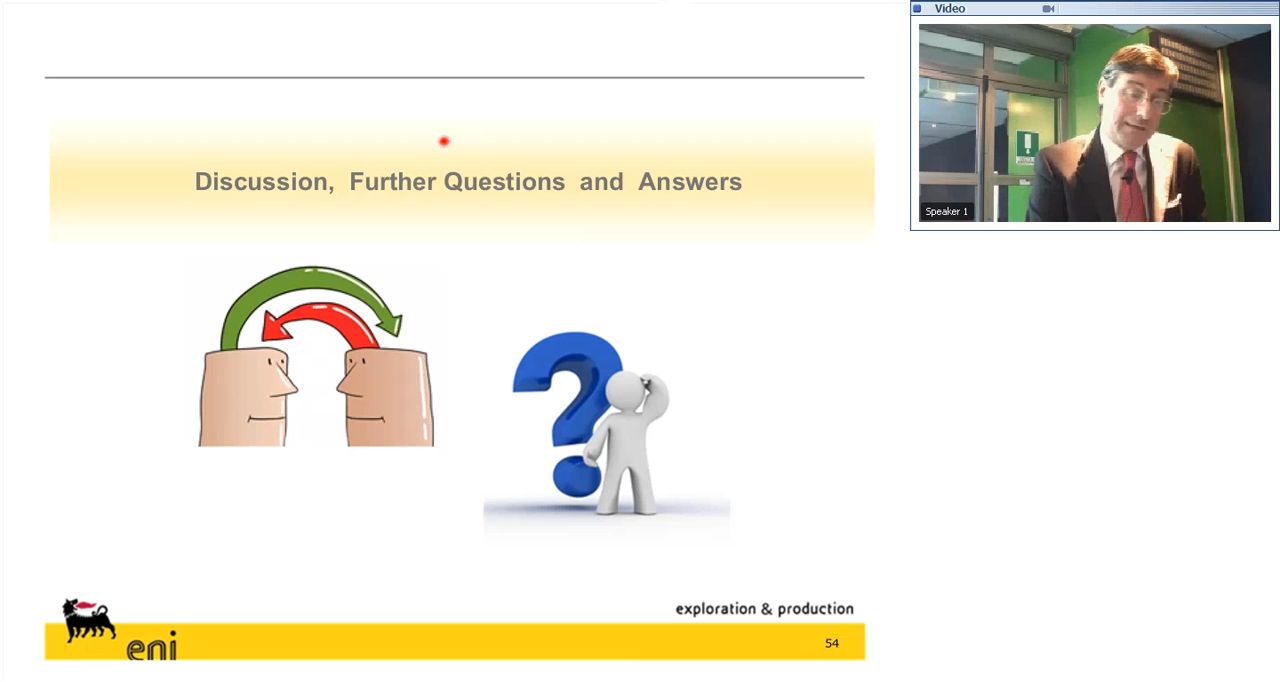 Video
Discussion, Further Questions and Answers
Speaker 1
exploration & production
eni
54